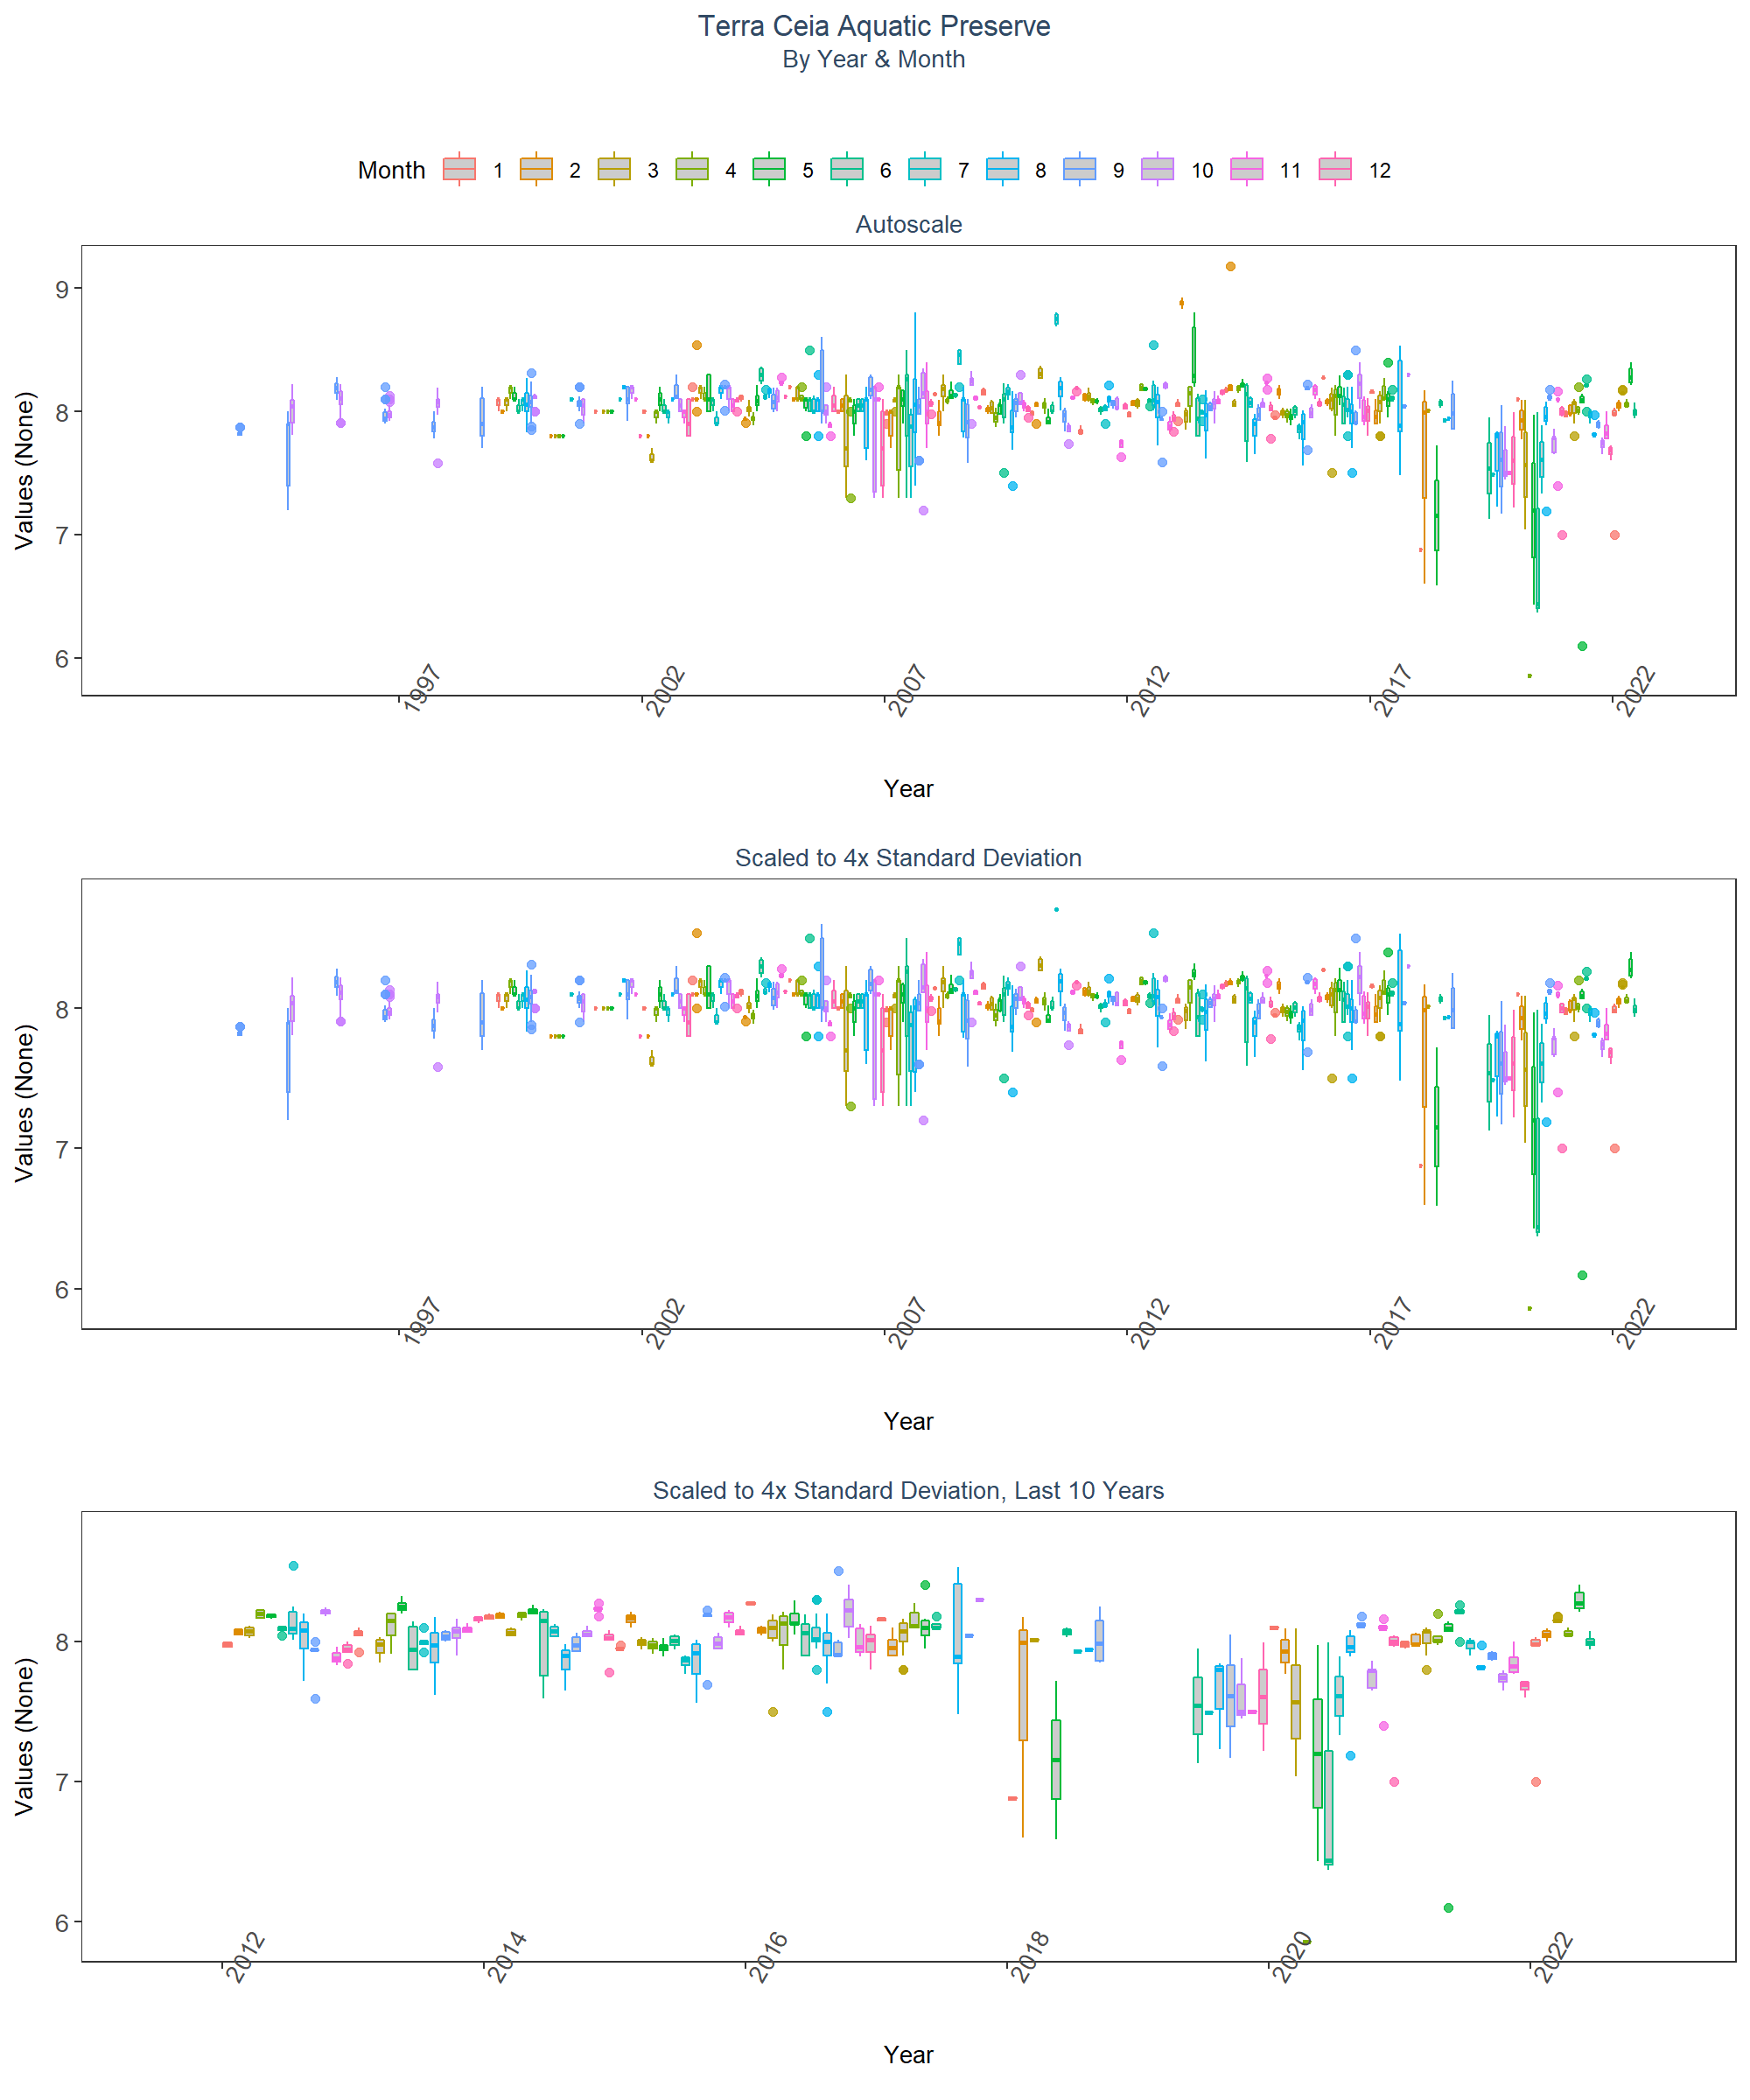 Terra Ceia Aquatic Preserve
By Year & Month
Month 1 2 3 4 5 6 7 8 9 10 11 12
Autoscale
Values (None)
9
8
7
6
1997 2002 2007 2012 2017 2022
Year
Scaled to 4x Standard Deviation
Values (None)
8
7
6
1997 2002 2007 2012 2017 2022
Year
Scaled to 4x Standard Deviation, Last 10 Years
Values (None)
8
7
6
2012 2014 2016 2018 2020 2022
Year